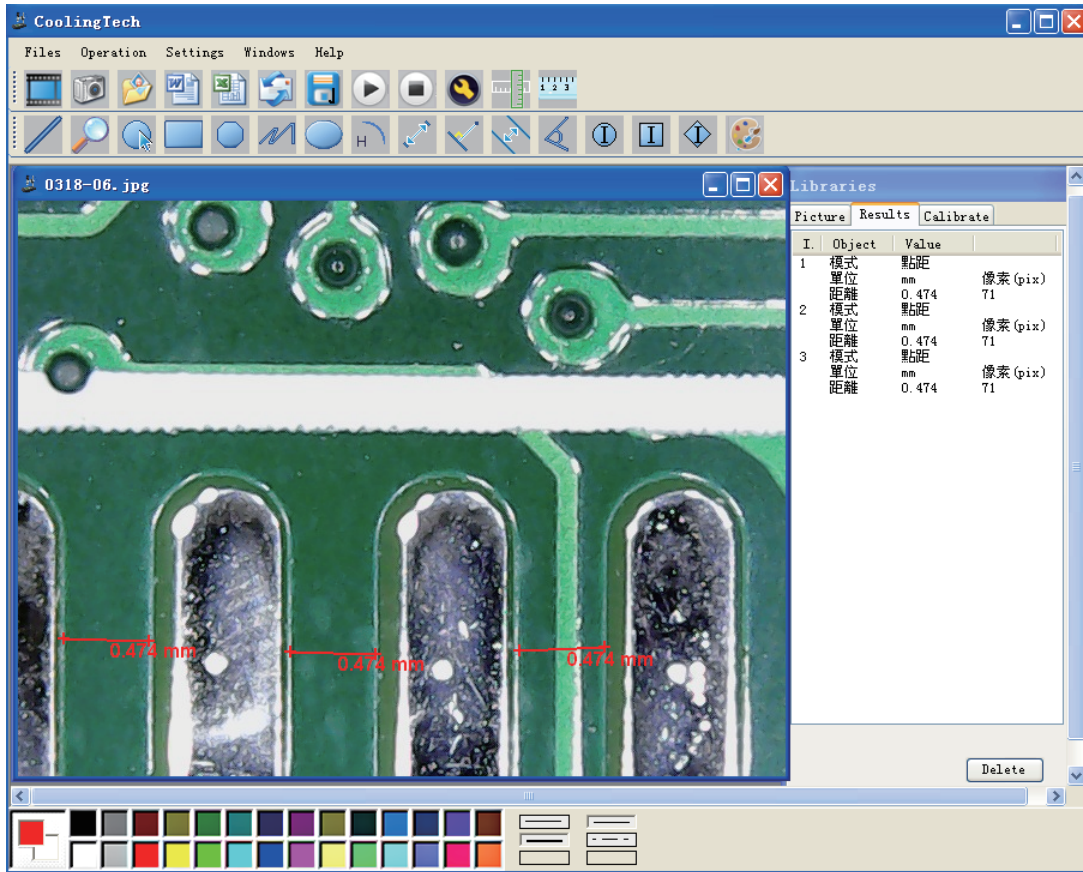 CoolingTech
Files Operation Settings Windows Help
W X
1 2 3
H I I I
0318-06.jpg
Libraries
Picture Results Calibrate
I. Object Value
1 模式 點距
單位 mm 像素(pix)
距離 0.474 71
2 模式 點距
單位 mm 像素(pix)
距離 0.474 71
3 模式 點距
單位 mm 像素(pix)
距離 0.474 71
0.474 mm 0.474 mm 0.474 mm
Delete